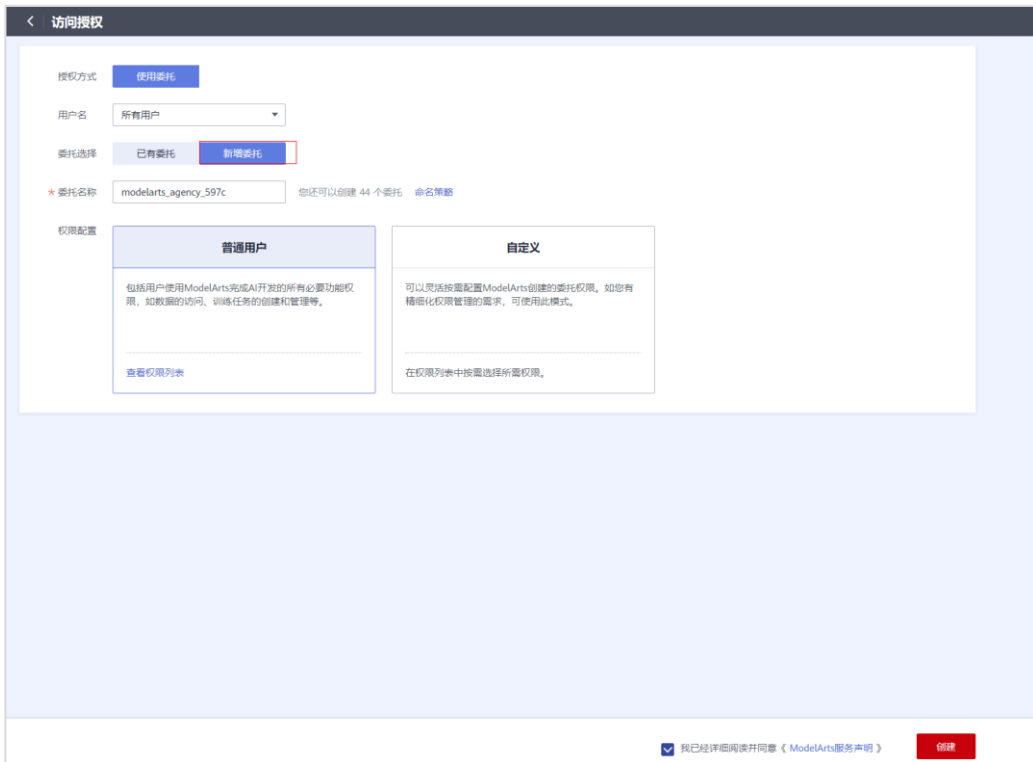 访问授权
授权方式 使用委托
用户名 所有用户
委托选择 已有委托 新增委托
* 委托名称 modelarts_agency_597c 您还可以创建 44 个委托 命名策略
权限配置
普通用户
包括用户使用ModelArts完成AI开发的所有必要功能权
限，如数据的访问、训练任务的创建和管理等。
查看权限列表
自定义
可以灵活按需配置ModelArts创建的委托权限。如您有
精细化权限管理的需求，可使用此模式。
在权限列表中按需选择所需权限。
我已经详细阅读并同意《 ModelArts服务声明 》 创建